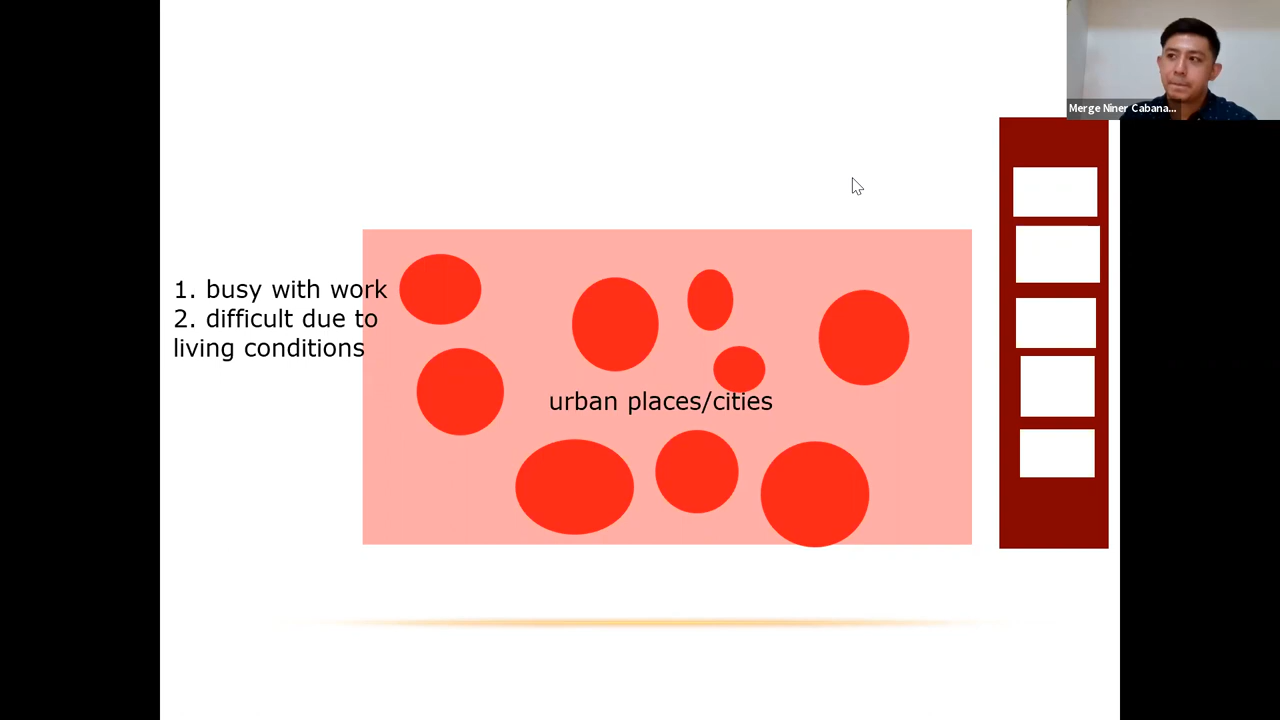 Merge Niner Cabana...
1. busy with work
2. difficult due to
living conditions
urban places/cities